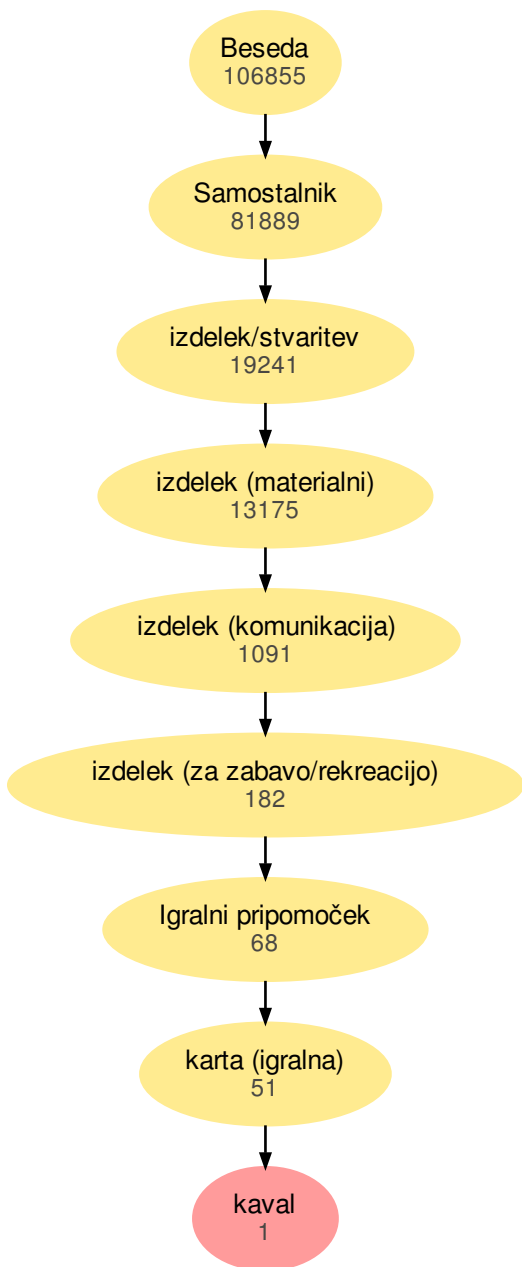 Beseda
106855
Samostalnik
81889
izdelek/stvaritev
19241
izdelek (materialni)
13175
izdelek (komunikacija)
1091
izdelek (za zabavo/rekreacijo)
182
Igralni pripomoček
68
karta (igralna)
51
kaval
1